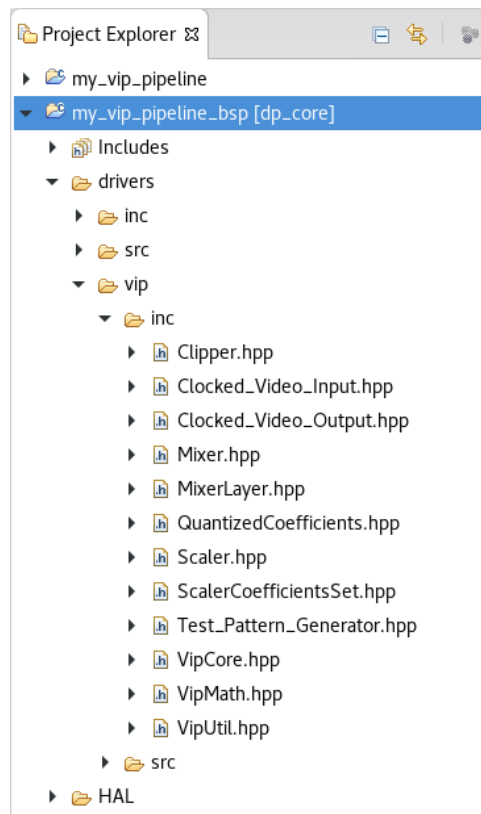 Project Explorer
my_vip_pipeline
my_vip_pipeline_bsp [dp_core]
Includes
drivers
inc
src
vip
inc
Clipper.hpp
Clocked_Video_Input.hpp
Clocked_Video_Output.hpp
Mixer.hpp
MixerLayer.hpp
QuantizedCoefficients.hpp
Scaler.hpp
ScalerCoefficientsSet.hpp
Test_Pattern_Generator.hpp
VipCore.hpp
VipMath.hpp
VipUtil.hpp
src
HAL